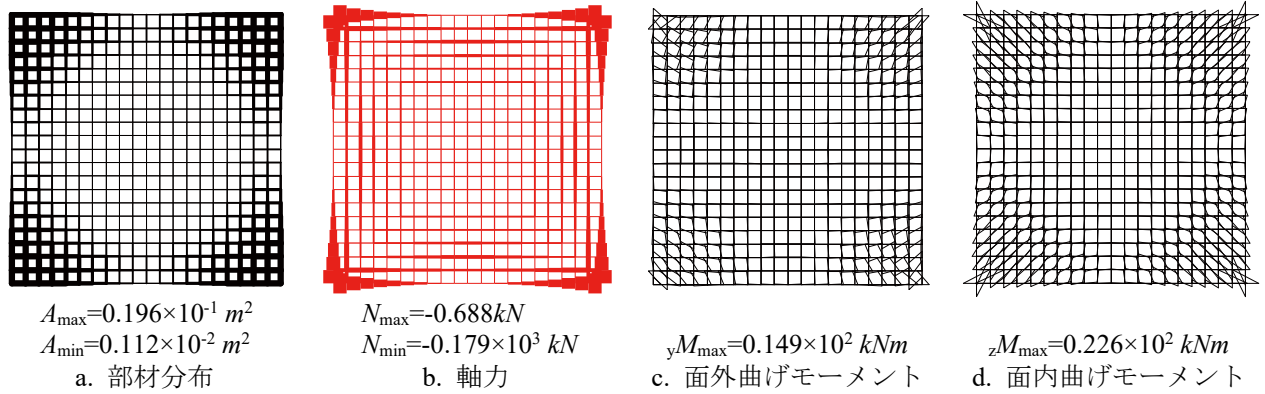 Amax=0.196×10⁻¹ m²
Amin=0.112×10⁻² m²
a. 部材分布
Nmax=-0.688kN
Nmin=-0.179×10³ kN
b. 軸力
yMmax=0.149×10² kNm
c. 面外曲げモーメント
zMmax=0.226×10² kNm
d. 面内曲げモーメント